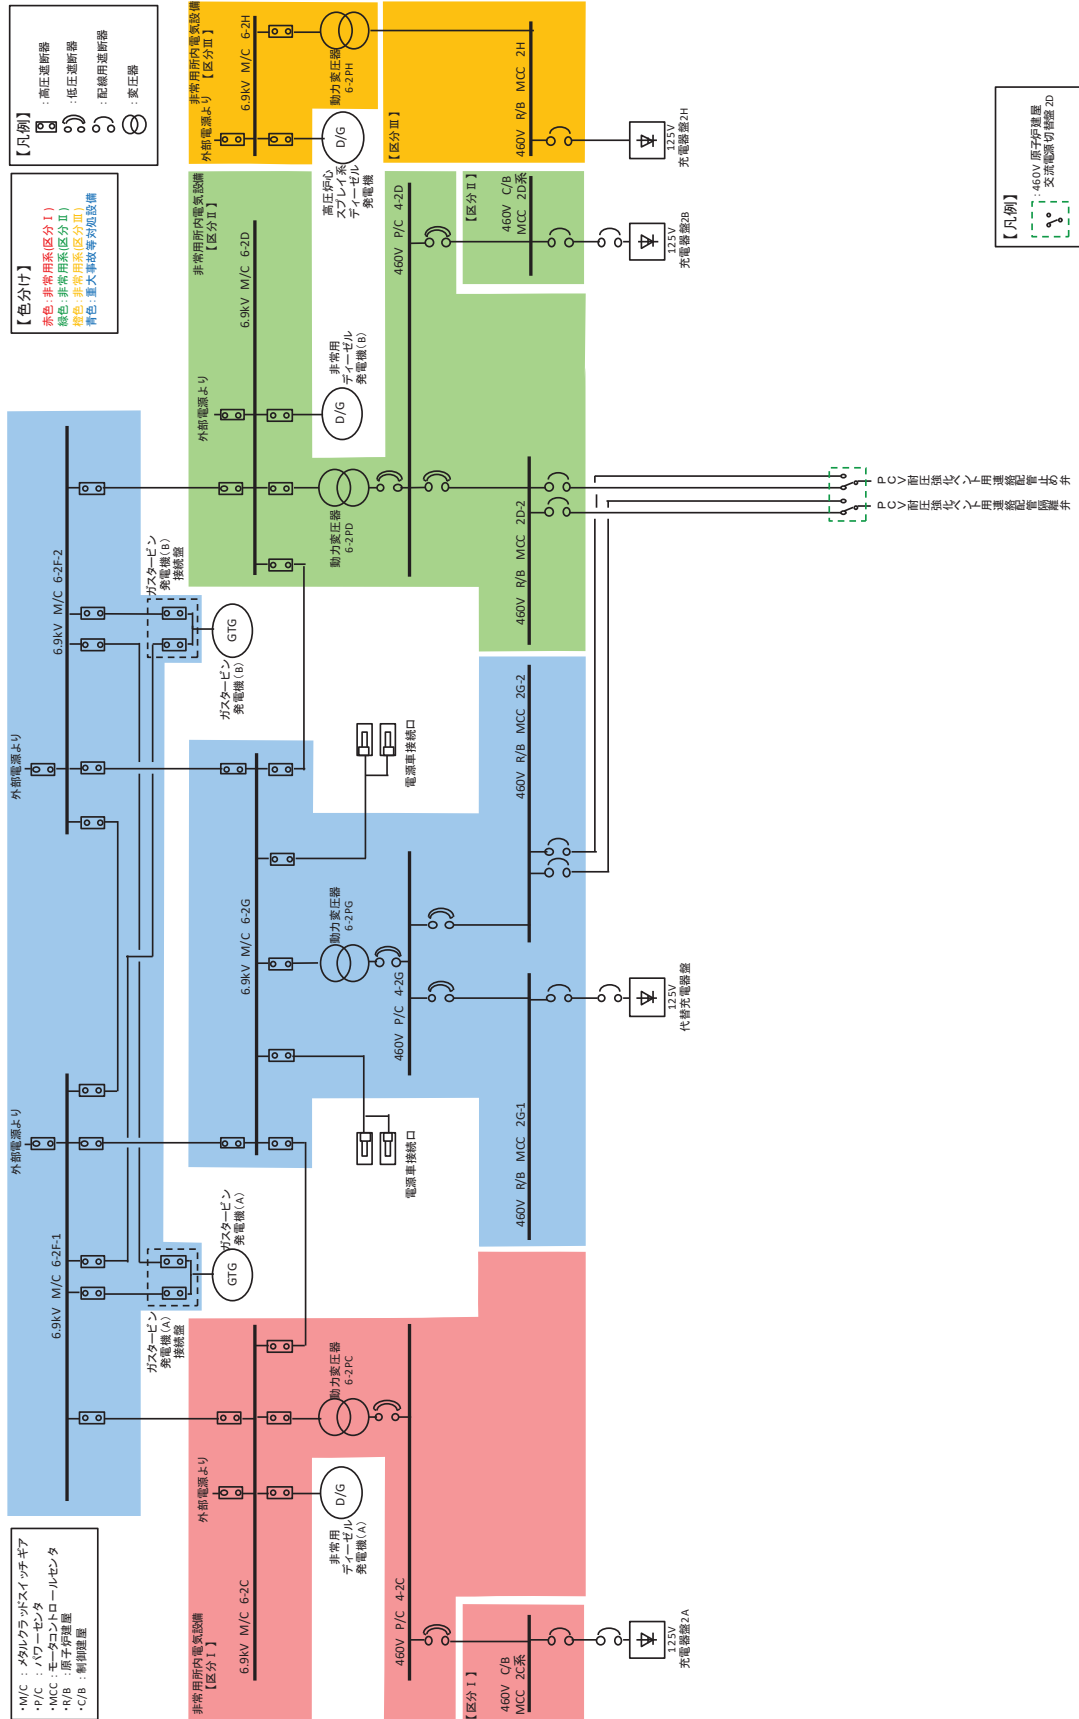 ・M/C ：メタルクラッドスイッチギア
・P/C ：パワーセンタ
・MCC：モータコントロールセンタ
・R/B ：原子炉建屋
・C/B ：制御建屋
【色分け】
赤色：非常用系(区分Ⅰ)
緑色：非常用系(区分Ⅱ)
橙色：非常用系(区分Ⅲ)
青色：重大事故等対処設備
【凡例】
：高圧遮断器
：低圧遮断器
：配線用遮断器
：変圧器
外部電源より
6.9kV M/C 6-2F-1
外部電源より
6.9kV M/C 6-2F-2
ガスタービン
発電機(A)
接続盤
GTG
ガスタービン
発電機(A)
ガスタービン
発電機(B)
接続盤
GTG
ガスタービン
発電機(B)
非常用所内電気設備
【区分Ⅰ】
外部電源より
6.9kV M/C 6-2C
D/G
非常用
ディーゼル
発電機(A)
動力変圧器
6-2PC
460V P/C 4-2C
【区分Ⅰ】
460V C/B
MCC 2C系
125V
充電器盤2A
6.9kV M/C 6-2G
電源車接続口
動力変圧器
6-2PG
電源車接続口
460V P/C 4-2G
460V R/B MCC 2G-1
460V R/B MCC 2G-2
125V
代替充電器盤
非常用所内電気設備
【区分Ⅱ】
外部電源より
6.9kV M/C 6-2D
動力変圧器
6-2PD
D/G
非常用
ディーゼル
発電機(B)
460V P/C 4-2D
460V R/B MCC 2D-2
【区分Ⅱ】
460V C/B
MCC 2D系
125V
充電器盤2B
非常用所内電気設備
【区分Ⅲ】
外部電源より
6.9kV M/C 6-2H
D/G
高圧炉心
スプレイ系
ディーゼル
発電機
動力変圧器
6-2PH
【区分Ⅲ】
460V R/B MCC 2H
125V
充電器盤2H
PCV耐圧強化ベント用連絡配管止め弁
PCV耐圧強化ベント用連絡配管隔離弁
【凡例】
：460V 原子炉建屋
交流電源切替盤 2D